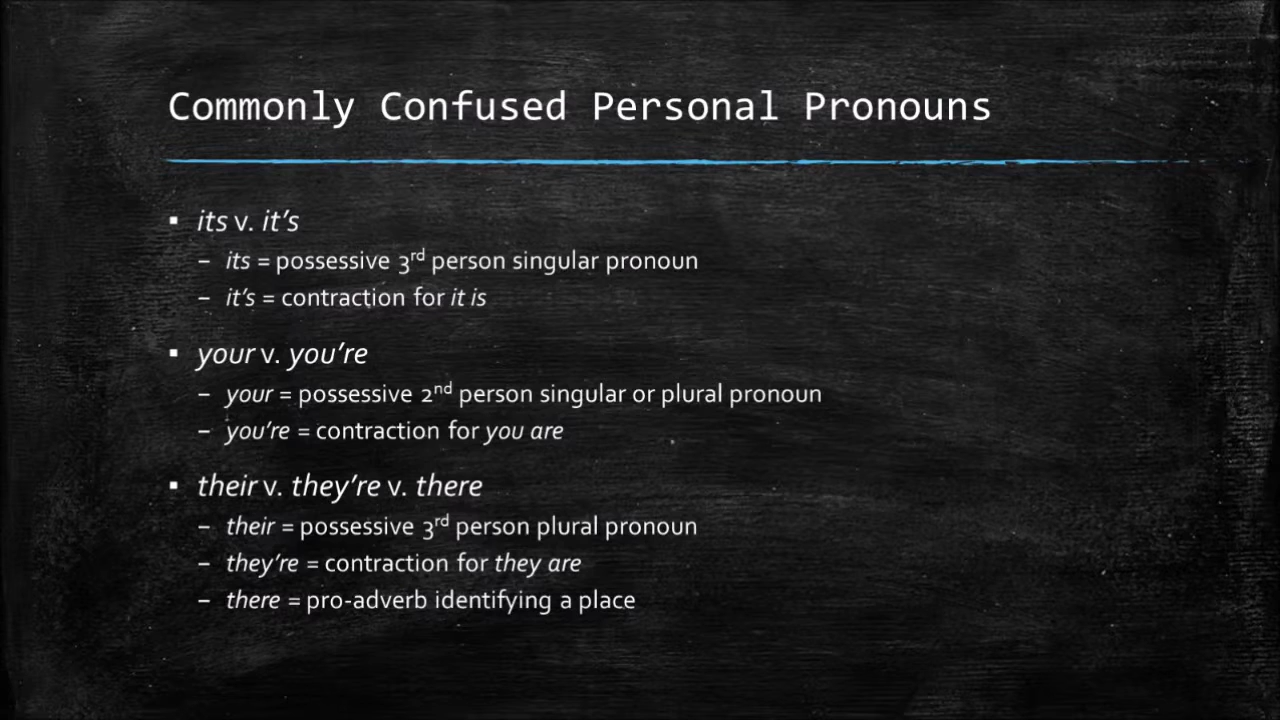 Commonly Confused Personal Pronouns
▪ its v. it’s
– its = possessive 3rd person singular pronoun
– it’s = contraction for it is
▪ your v. you’re
– your = possessive 2nd person singular or plural pronoun
– you’re = contraction for you are
▪ their v. they’re v. there
– their = possessive 3rd person plural pronoun
– they’re = contraction for they are
– there = pro-adverb identifying a place